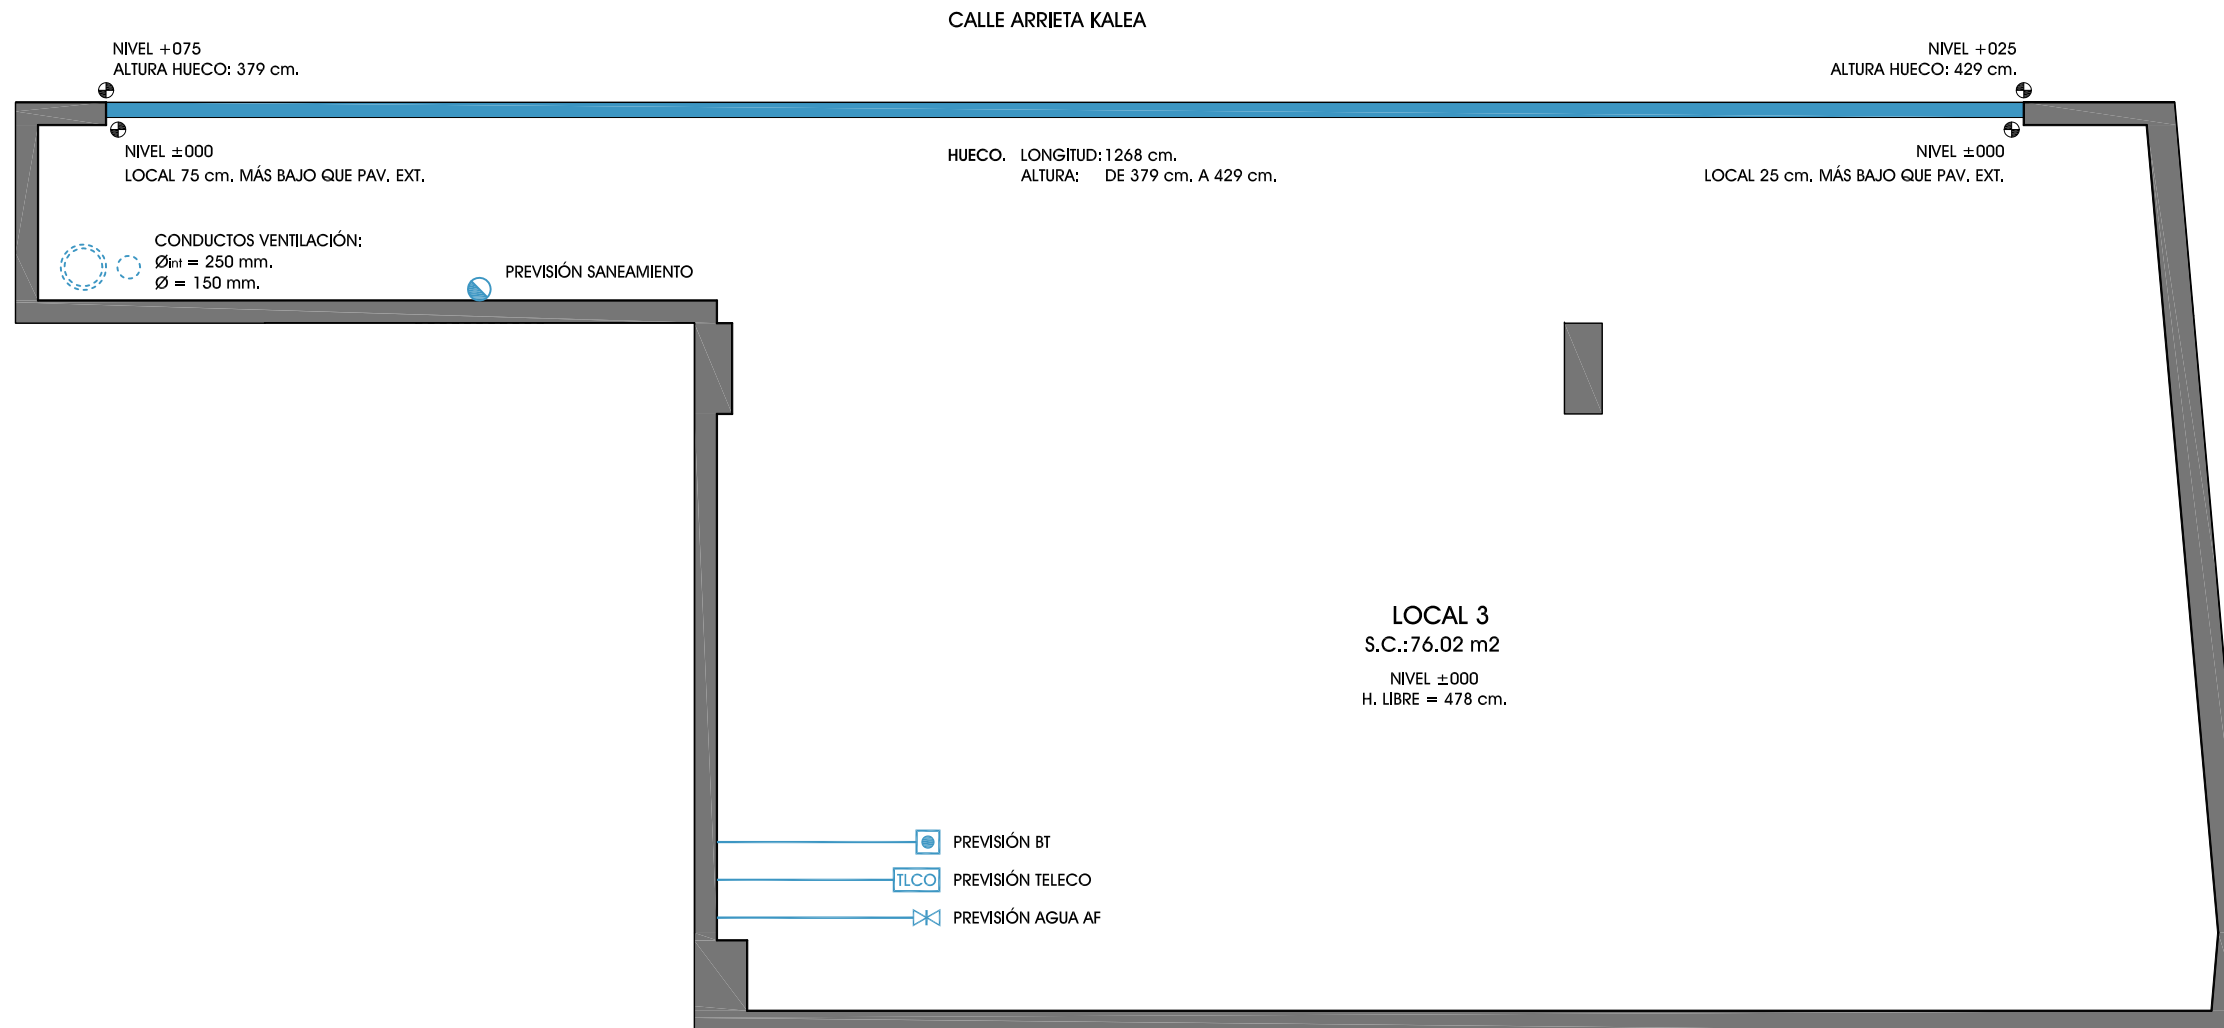 CALLE ARRIETA KALEA
NIVEL +075
ALTURA HUECO: 379 cm.
NIVEL +025
ALTURA HUECO: 429 cm.
NIVEL ±000
LOCAL 75 cm. MÁS BAJO QUE PAV. EXT.
HUECO. LONGITUD: 1268 cm.
ALTURA: DE 379 cm. A 429 cm.
NIVEL ±000
LOCAL 25 cm. MÁS BAJO QUE PAV. EXT.
CONDUCTOS VENTILACIÓN:
Øint = 250 mm.
Ø = 150 mm.
PREVISIÓN SANEAMIENTO
LOCAL 3
S.C.:76.02 m2
NIVEL ±000
H. LIBRE = 478 cm.
PREVISIÓN BT
TLCO PREVISIÓN TELECO
PREVISIÓN AGUA AF